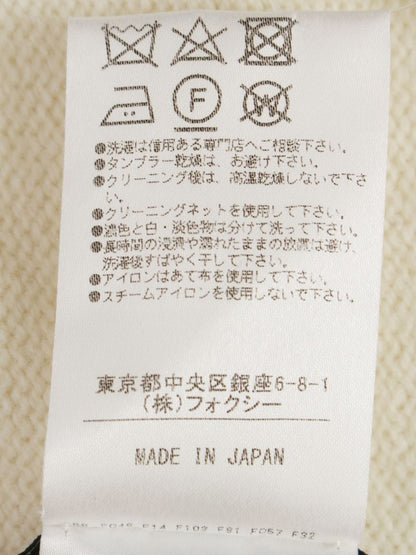 F
W
●洗濯は信用ある専門店へご相談下さい。
●タンブラー乾燥は、お避け下さい。
●クリーニング後は、高温乾燥しないで下さ
い。
●クリーニングネットを使用して下さい。
●濃色と白・淡色物は分けて洗って下さい。
●長時間の浸漬や濡れたままの放置は避け、
洗濯後すばやく干して下さい。
●アイロンはあて布を使用して下さい。
●スチームアイロンを使用しないで下さい。
東京都中央区銀座6-8-1
(株)フォクシー
MADE IN JAPAN